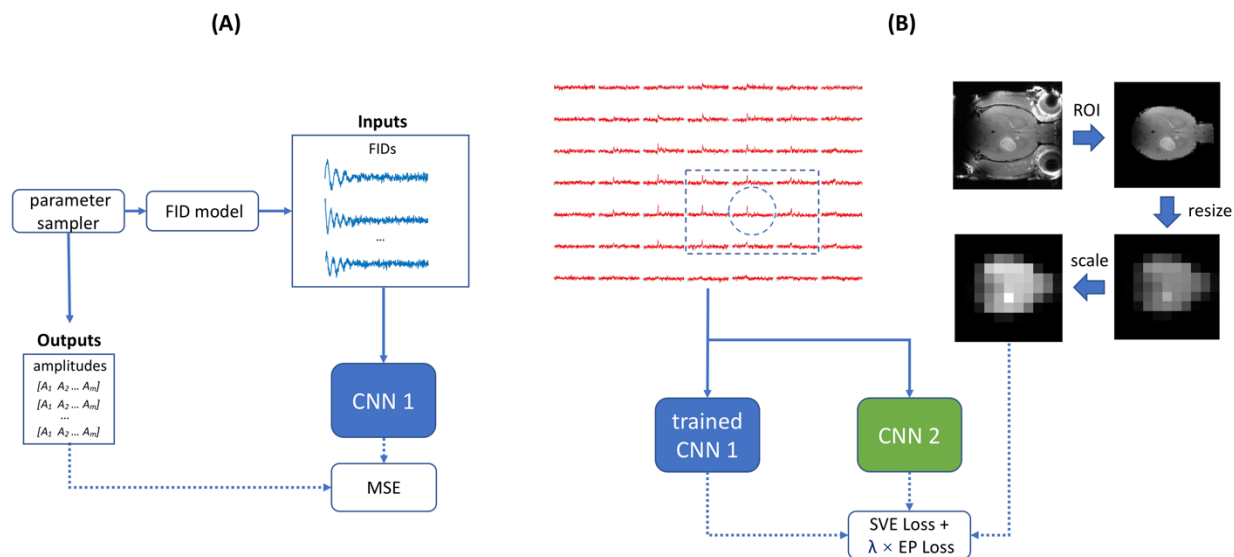 (A)
parameter
sampler
FID model
Inputs
FIDs
...
Outputs
amplitudes
[A₁ A₂ ... Aₘ]
[A₁ A₂ ... Aₘ]
...
[A₁ A₂ ... Aₘ]
CNN 1
MSE
(B)
ROI
resize
scale
trained
CNN 1
CNN 2
SVE Loss +
λ × EP Loss